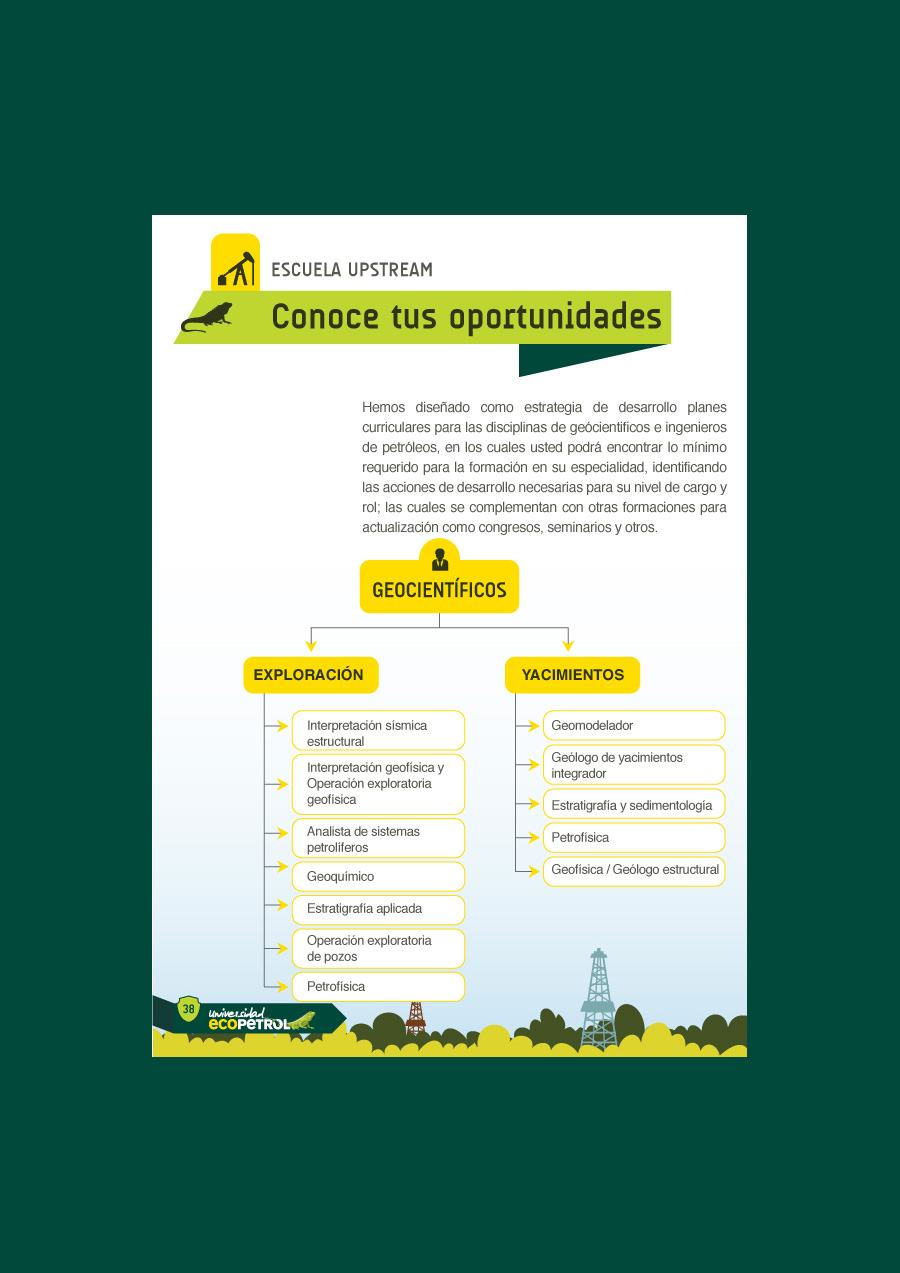 ESCUELA UPSTREAM
Conoce tus oportunidades
Hemos diseñado como estrategia de desarrollo planes
curriculares para las disciplinas de geócientificos e ingenieros
de petróleos, en los cuales usted podrá encontrar lo mínimo
requerido para la formación en su especialidad, identificando
las acciones de desarrollo necesarias para su nivel de cargo y
rol; las cuales se complementan con otras formaciones para
actualización como congresos, seminarios y otros.
GEOCIENTÍFICOS
EXPLORACIÓN
Interpretación sísmica
estructural
Interpretación geofísica y
Operación exploratoria
geofísica
Analista de sistemas
petrolíferos
Geoquímico
Estratigrafía aplicada
Operación exploratoria
de pozos
Petrofísica
YACIMIENTOS
Geomodelador
Geólogo de yacimientos
integrador
Estratigrafía y sedimentología
Petrofísica
Geofísica / Geólogo estructural
38
Universidad
ECOPETROL